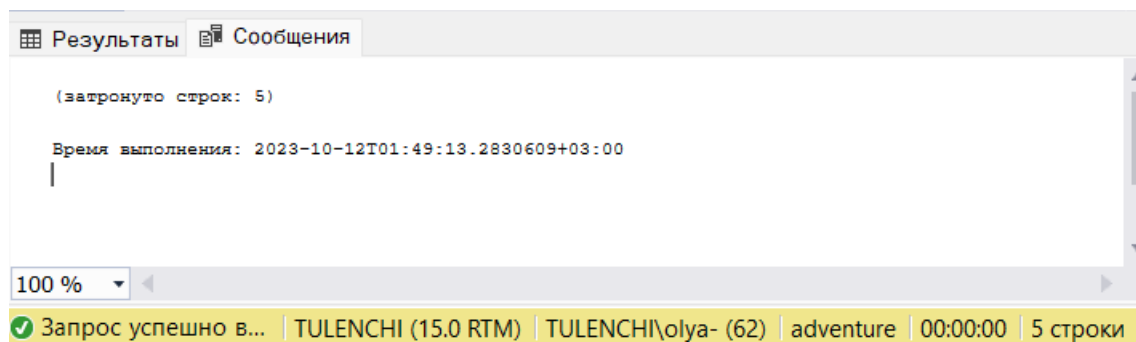 Результаты Сообщения
(затронуто строк: 5)
Время выполнения: 2023-10-12T01:49:13.2830609+03:00
100 %
Запрос успешно в... TULENCHI (15.0 RTM) TULENCHI\olya- (62) adventure 00:00:00 5 строки